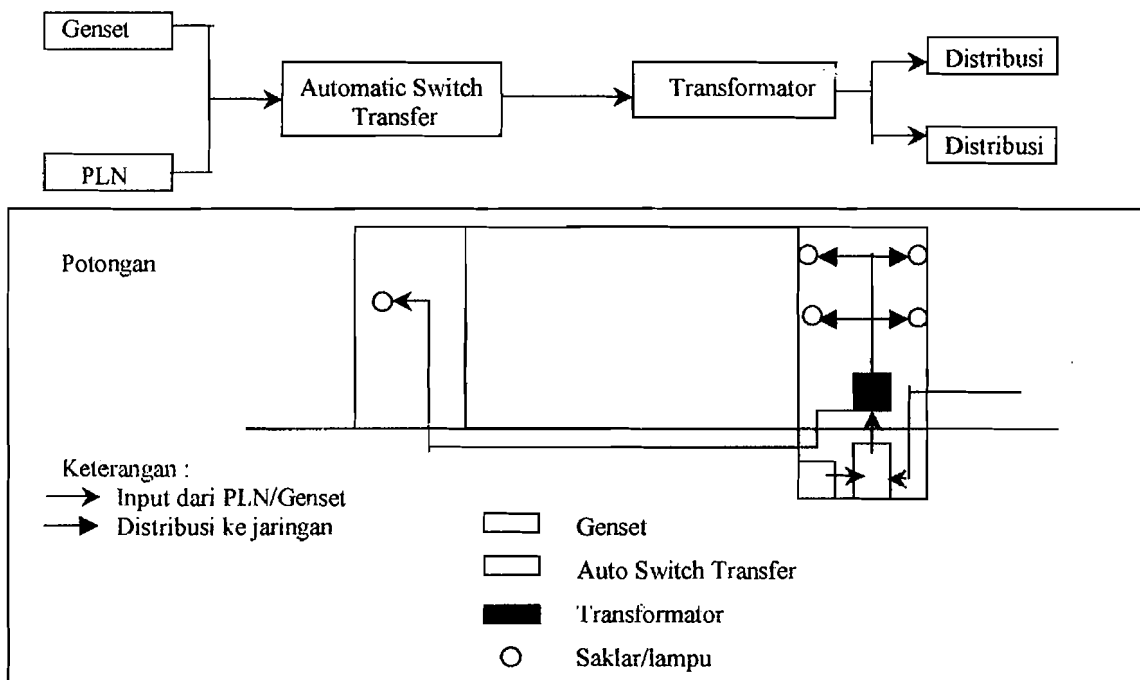 Genset
PLN
Automatic Switch
Transfer
Transformator
Distribusi
Distribusi
Potongan
Keterangan :
Input dari PLN/Genset
Distribusi ke jaringan
Genset
Auto Switch Transfer
Transformator
Saklar/lampu